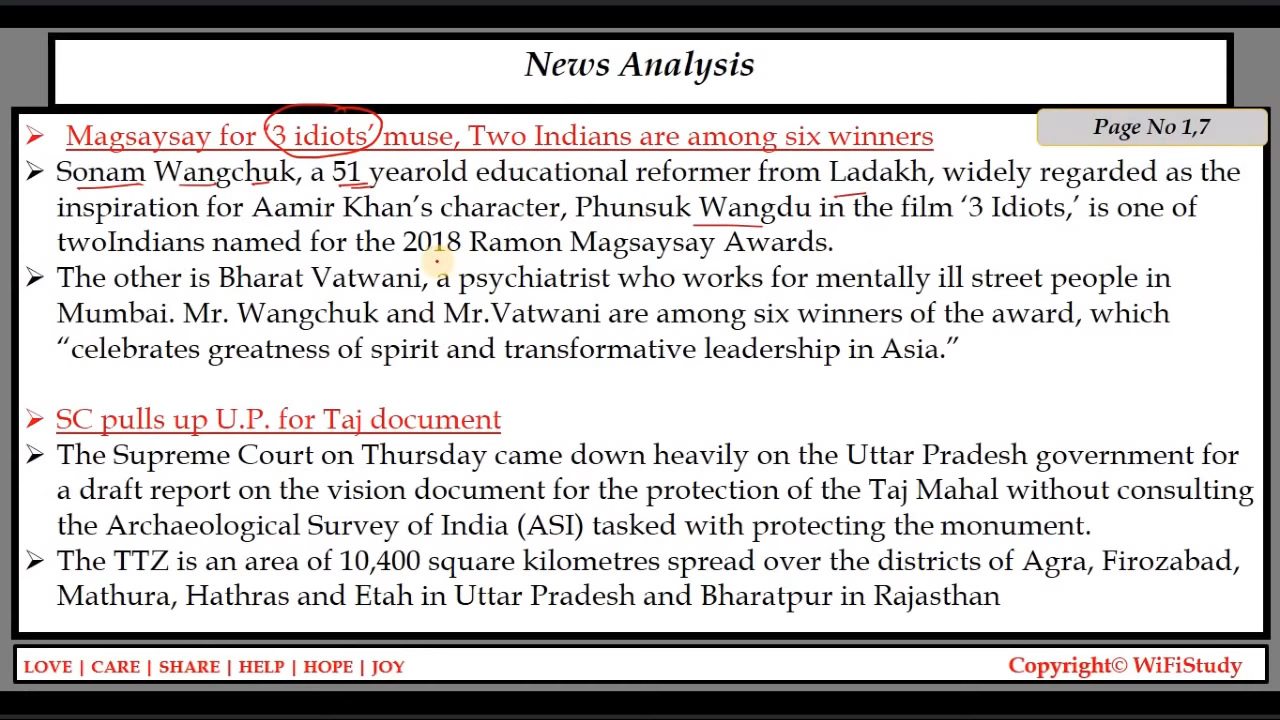 News Analysis
Magsaysay for ‘3 idiots’ muse, Two Indians are among six winners
Page No 1,7
Sonam Wangchuk, a 51 yearold educational reformer from Ladakh, widely regarded as the
inspiration for Aamir Khan’s character, Phunsuk Wangdu in the film ‘3 Idiots,’ is one of
twoIndians named for the 2018 Ramon Magsaysay Awards.
The other is Bharat Vatwani, a psychiatrist who works for mentally ill street people in
Mumbai. Mr. Wangchuk and Mr.Vatwani are among six winners of the award, which
“celebrates greatness of spirit and transformative leadership in Asia.”
SC pulls up U.P. for Taj document
The Supreme Court on Thursday came down heavily on the Uttar Pradesh government for
a draft report on the vision document for the protection of the Taj Mahal without consulting
the Archaeological Survey of India (ASI) tasked with protecting the monument.
The TTZ is an area of 10,400 square kilometres spread over the districts of Agra, Firozabad,
Mathura, Hathras and Etah in Uttar Pradesh and Bharatpur in Rajasthan
LOVE | CARE | SHARE | HELP | HOPE | JOY
Copyright© WiFiStudy